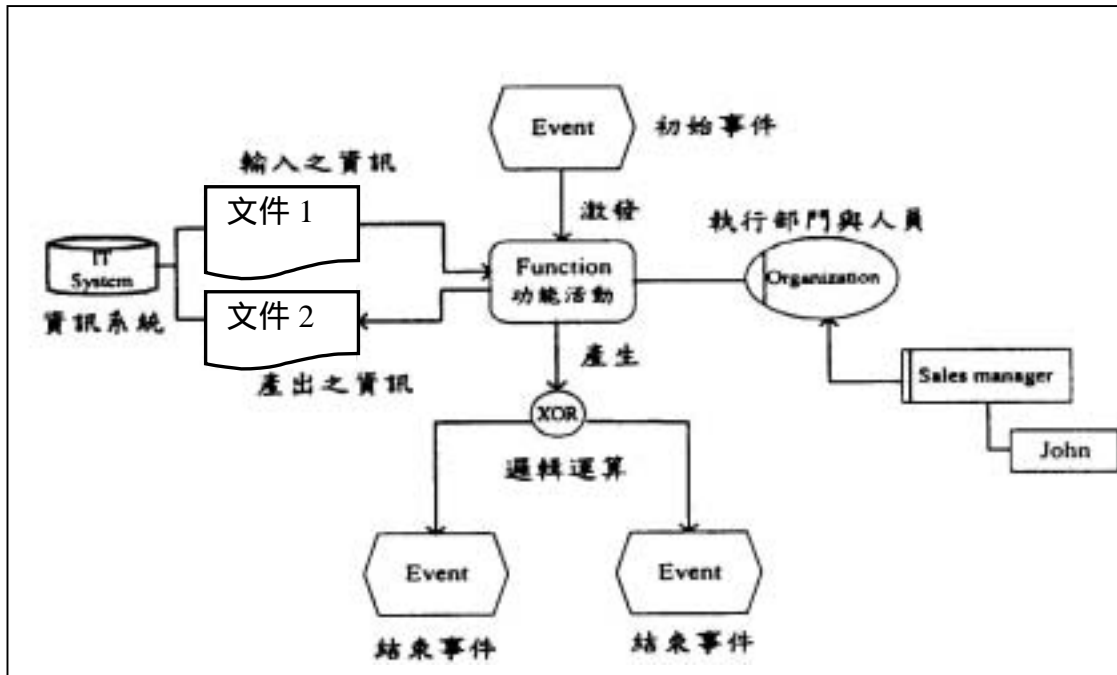 Event
初始事件
輸入之資訊
激發
文件 1
執行部門與人員
IT
System
Function
功能活動
Organization
資訊系統
文件 2
產生
產出之資訊
Sales manager
XOR
John
邏輯運算
Event
Event
結束事件
結束事件